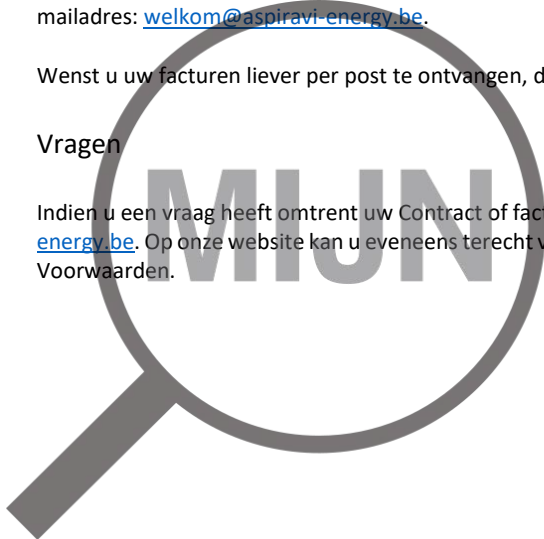 mailadres: welkom@aspiravi-energy.be.
Wenst u uw facturen liever per post te ontvangen, d
Vragen
Indien u een vraag heeft omtrent uw Contract of fact
energy.be. Op onze website kan u eveneens terecht v
Voorwaarden.
MIJN